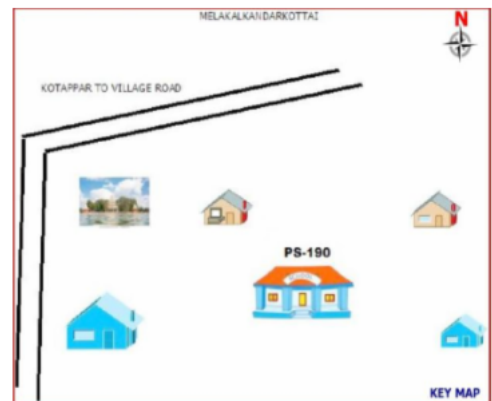 MELAKALKANDARKOTTAI
N
KOTAPPAR TO VILLAGE ROAD
PS-190
KEY MAP